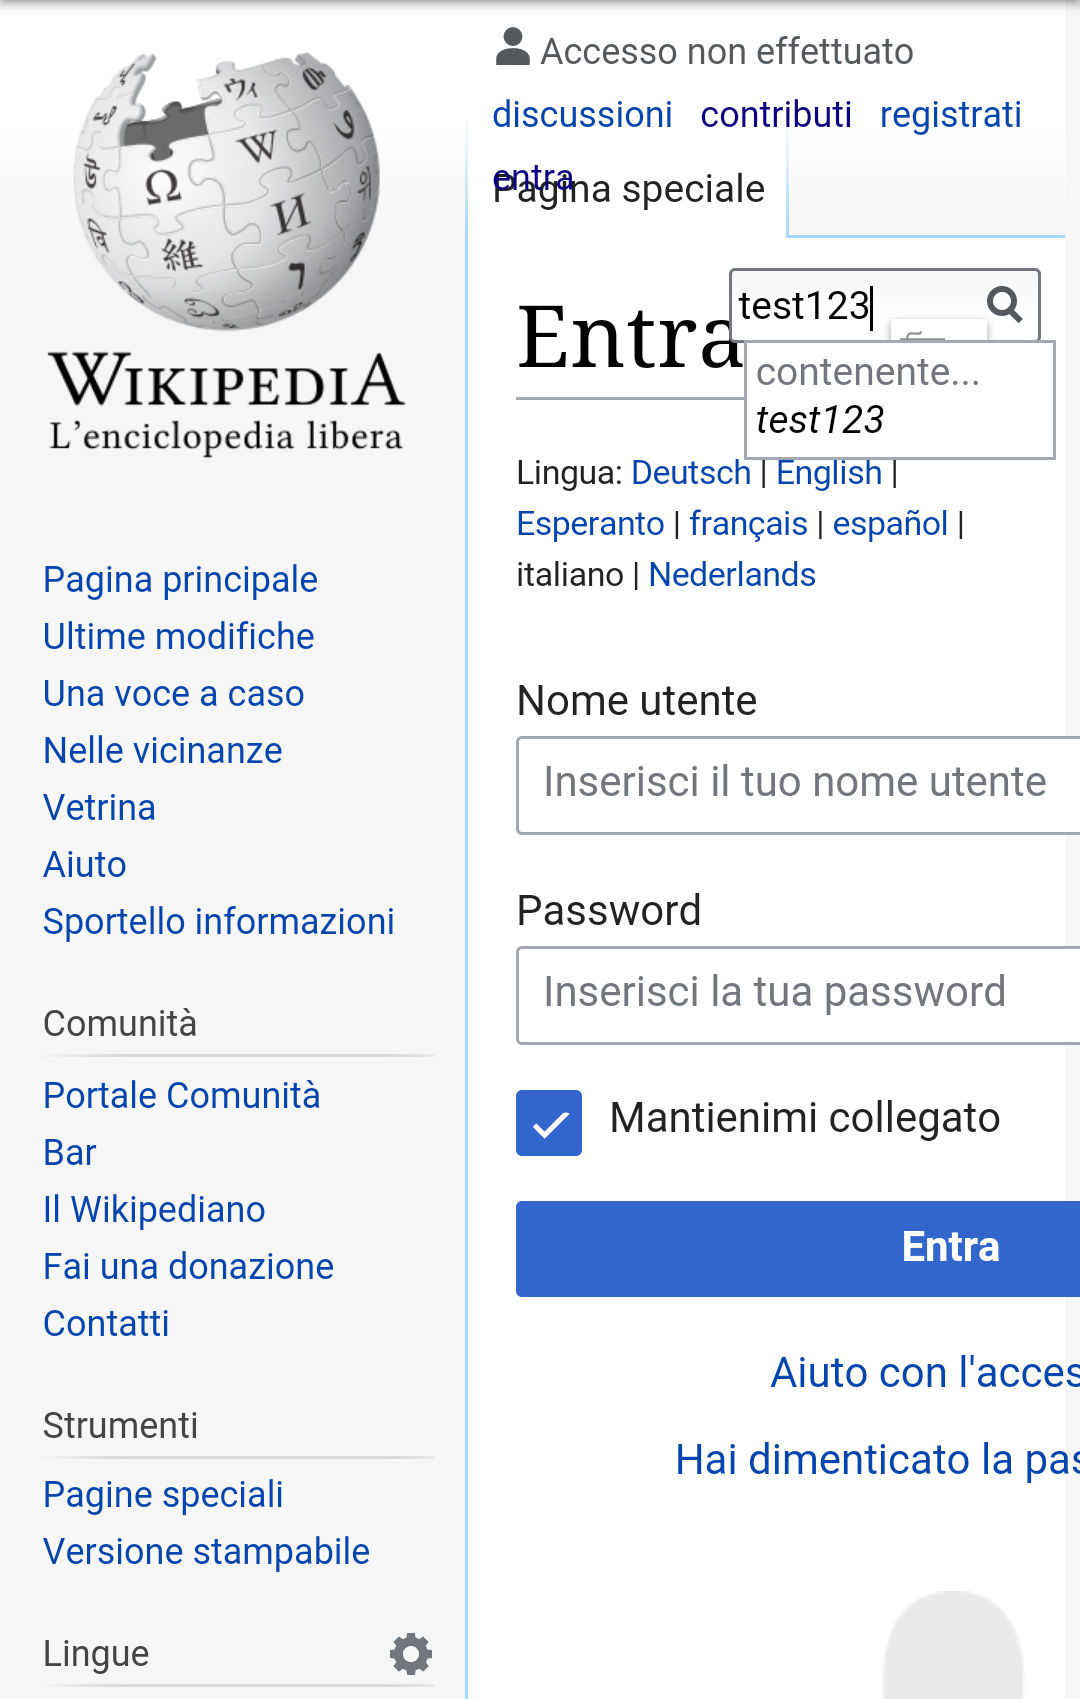 WIKIPEDIA
L'enciclopedia libera
Pagina principale
Ultime modifiche
Una voce a caso
Nelle vicinanze
Vetrina
Aiuto
Sportello informazioni
Comunità
Portale Comunità
Bar
Il Wikipediano
Fai una donazione
Contatti
Strumenti
Pagine speciali
Versione stampabile
Lingue
Accesso non effettuato
discussioni contributi registrati
entra
Pagina speciale
test123
Entra
contenente...
test123
Lingua: Deutsch | English |
Esperanto | français | español |
italiano | Nederlands
Nome utente
Inserisci il tuo nome utente
Password
Inserisci la tua password
Mantienimi collegato
Entra
Aiuto con l'acces
Hai dimenticato la pas